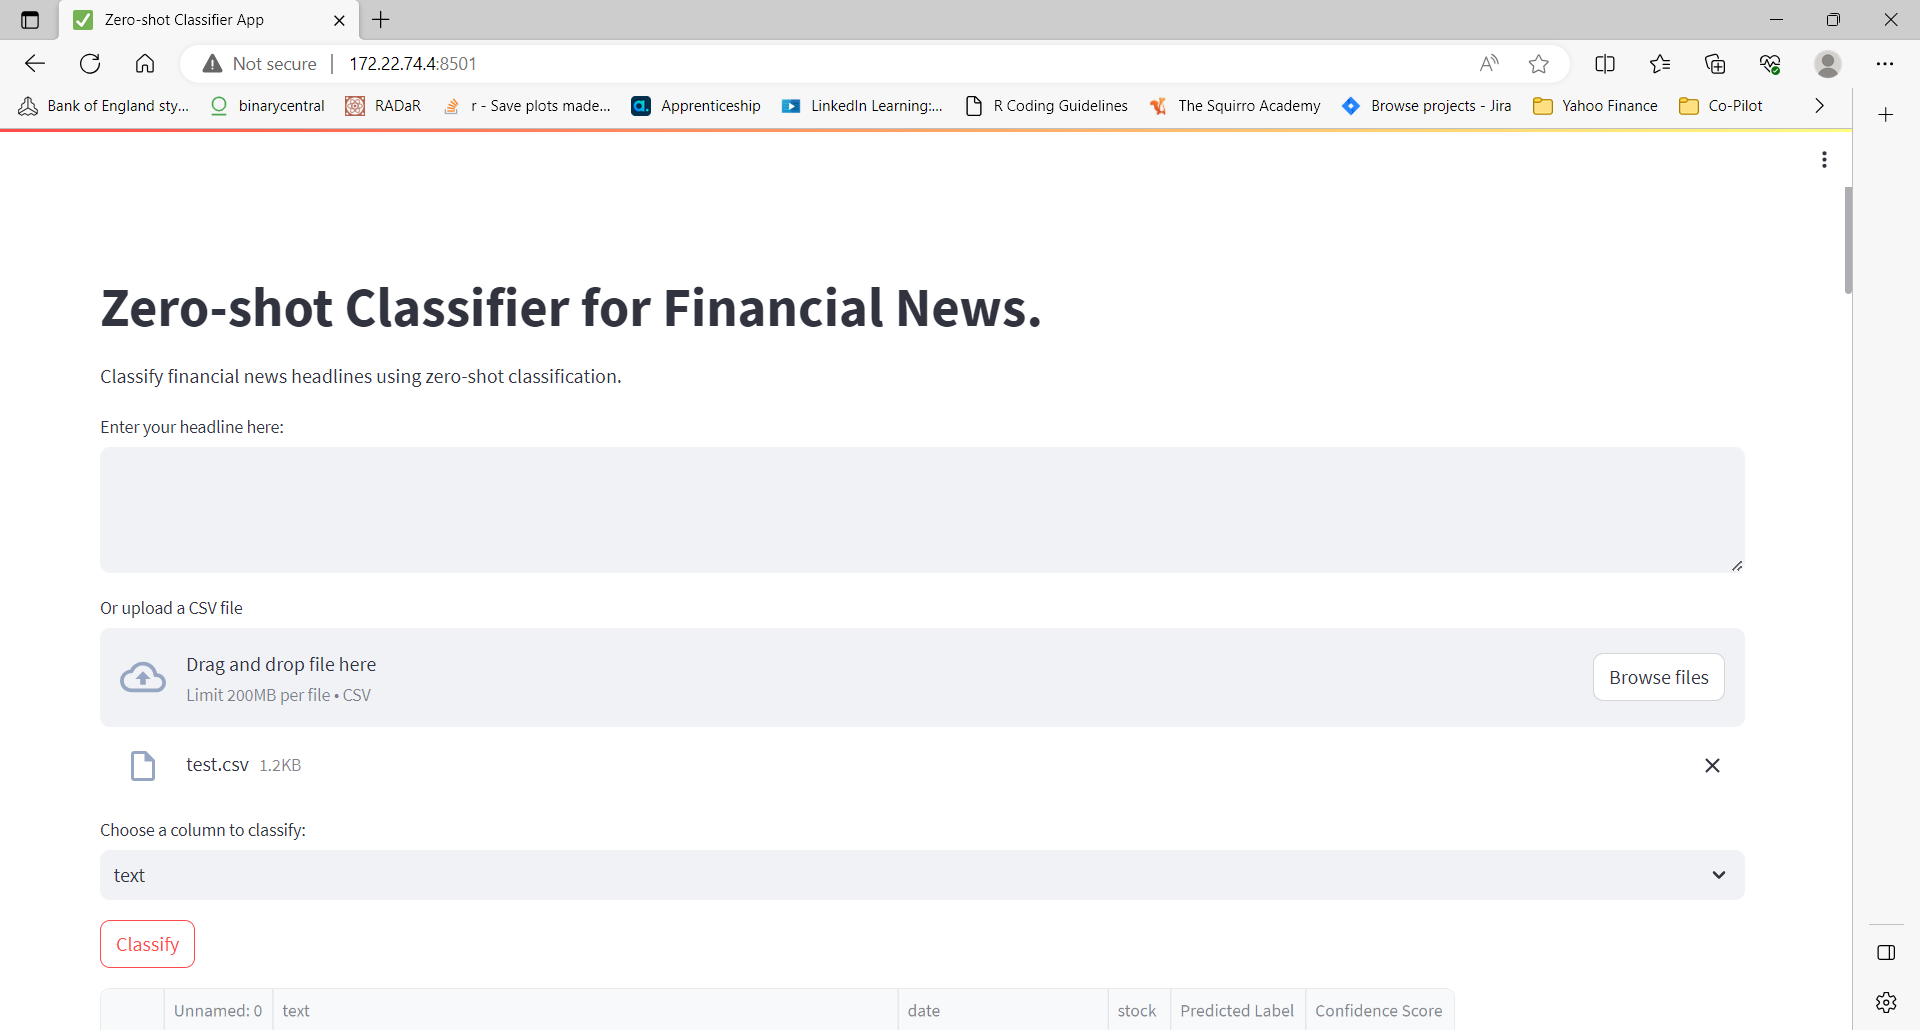 Zero-shot Classifier App
Not secure
172.22.74.4:8501
Bank of England sty... binarycentral RADaR r - Save plots made... Apprenticeship LinkedIn Learning:... R Coding Guidelines The Squirro Academy Browse projects - Jira Yahoo Finance Co-Pilot
Zero-shot Classifier for Financial News.
Classify financial news headlines using zero-shot classification.
Enter your headline here:
Or upload a CSV file
Drag and drop file here
Limit 200MB per file • CSV
Browse files
test.csv 1.2KB
Choose a column to classify:
text
Classify
Unnamed: 0 text date stock Predicted Label Confidence Score